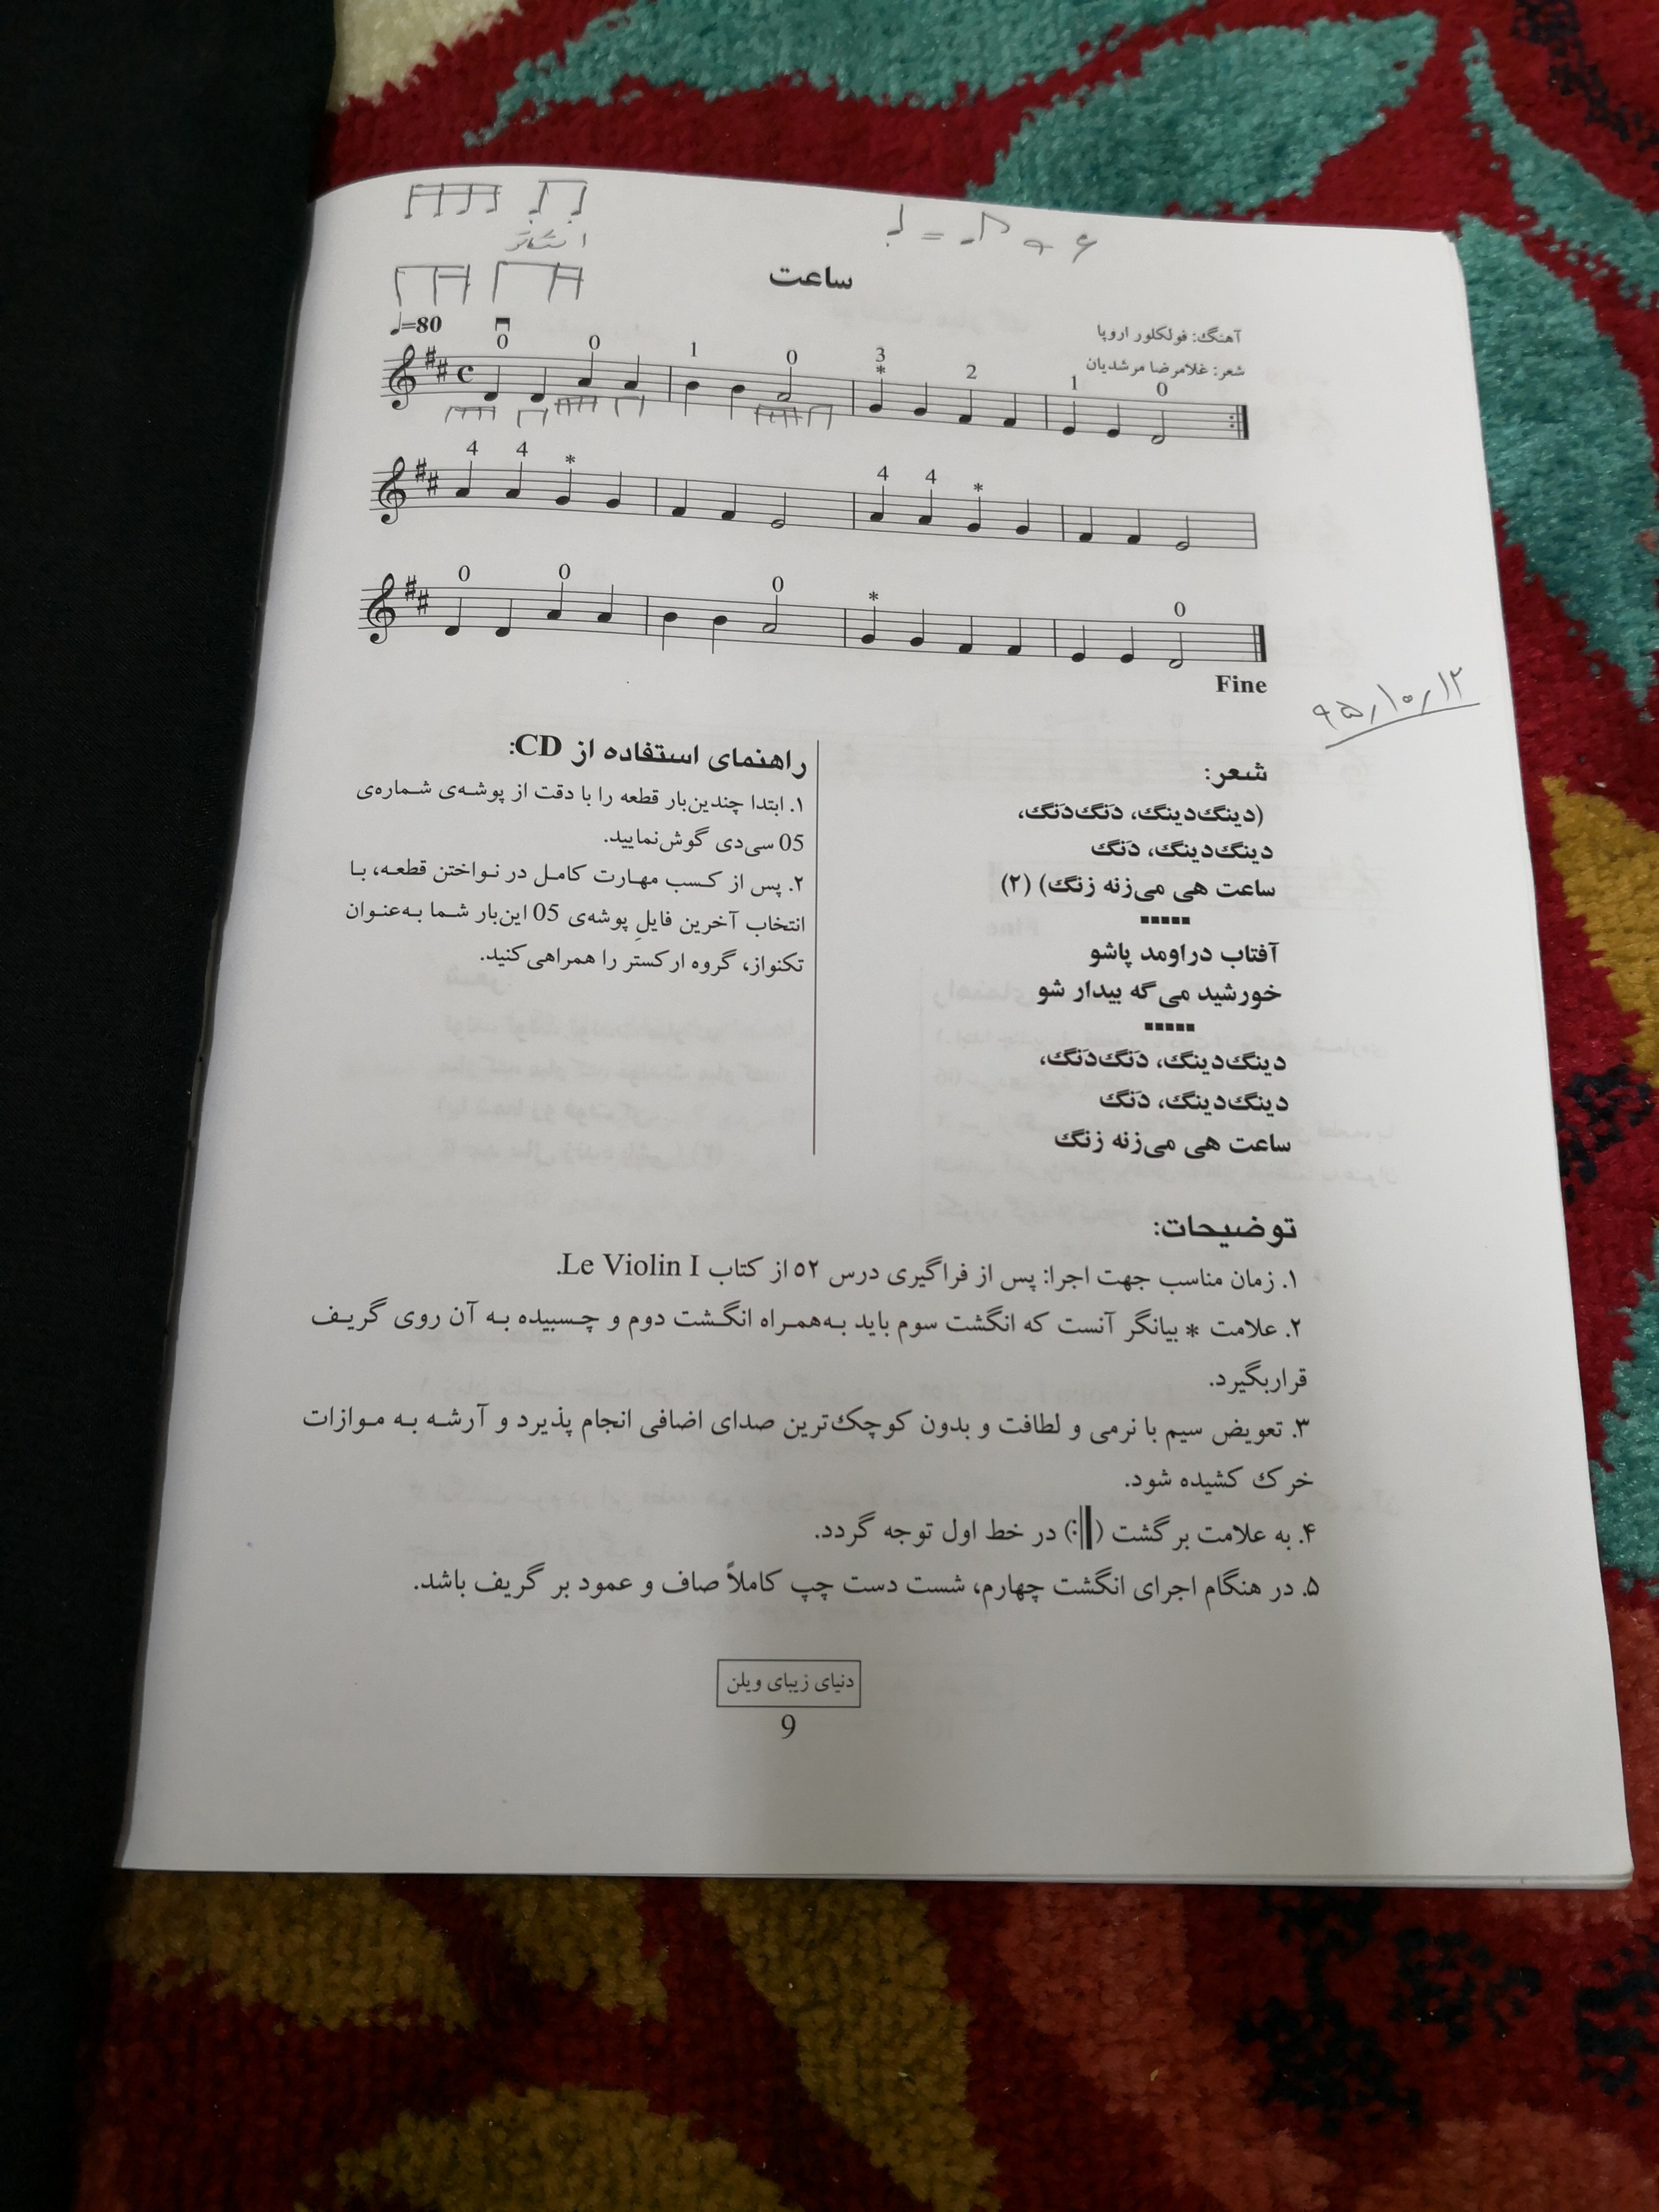 ساعت
♩=80
آهنگ: فولکلور اروپا
شعر: غلامرضا مرشدیان
0 0 1 0 3 2 1 0
*
4 4 * 4 4 *
0 0 0 * 0
Fine
۹۵٫۱۰٫۱۲
شعر:
(دینگ‌دینگ، دَنگ‌دَنگ،
دینگ‌دینگ، دَنگ
ساعت هی می‌زنه زنگ) (۲)
آفتاب دراومد پاشو
خورشید می‌گه بیدار شو
دینگ‌دینگ، دَنگ‌دَنگ،
دینگ‌دینگ، دَنگ
ساعت هی می‌زنه زنگ
راهنمای استفاده از CD:
۱. ابتدا چندین‌بار قطعه را با دقت از پوشه‌ی شماره‌ی
05 سی‌دی گوش‌نمایید.
۲. پس از کسب مهارت کامل در نواختن قطعه، با
انتخاب آخرین فایلِ پوشه‌ی 05 این‌بار شما به‌عنوان
تکنواز، گروه ارکستر را همراهی‌کنید.
توضیحات:
۱. زمان مناسب جهت اجرا: پس از فراگیری درس ۵۲ از کتاب Le Violin I.
۲. علامت * بیانگر آنست که انگشت سوم باید به‌همراه انگشت دوم و چسبیده به آن روی گریف
قراربگیرد.
۳. تعویض سیم با نرمی و لطافت و بدون کوچک‌ترین صدای اضافی انجام پذیرد و آرشه به موازات
خرک کشیده شود.
۴. به علامت برگشت (:‖) در خط اول توجه گردد.
۵. در هنگام اجرای انگشت چهارم، شست دست چپ کاملاً صاف و عمود بر گریف باشد.
دنیای زیبای ویلن
9